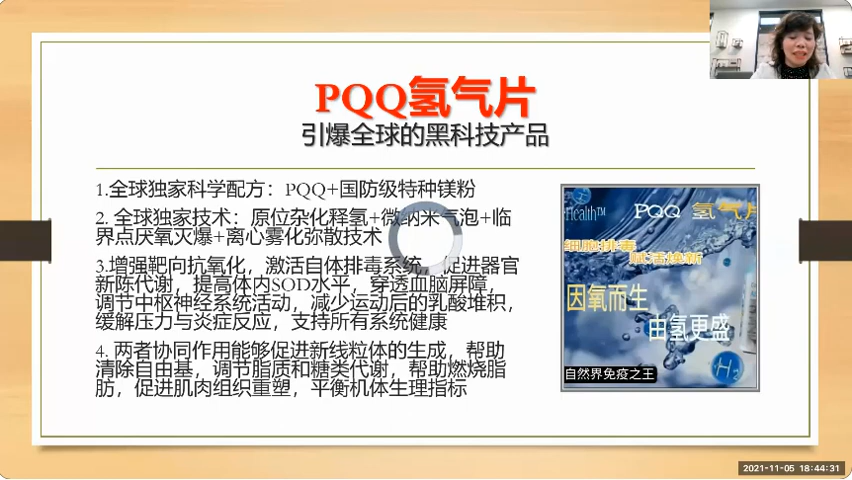 PQQ氢气片
引爆全球的黑科技产品
1.全球独家科学配方：PQQ+国防级特种镁粉
2. 全球独家技术：原位杂化释氢+微纳米气泡+临
界点厌氧灭爆+离心雾化弥散技术
3.增强靶向抗氧化，激活自体排毒系统，促进器官
新陈代谢，提高体内SOD水平，穿透血脑屏障，
调节中枢神经系统活动，减少运动后的乳酸堆积，
缓解压力与炎症反应，支持所有系统健康
4. 两者协同作用能够促进新线粒体的生成，帮助
清除自由基，调节脂质和糖类代谢，帮助燃烧脂
肪，促进肌肉组织重塑，平衡机体生理指标
Health™
PQQ 氢气片
细胞排毒
赋活焕新
因氧而生
由氢更盛
H2
自然界免疫之王
2021-11-05 18:44:31